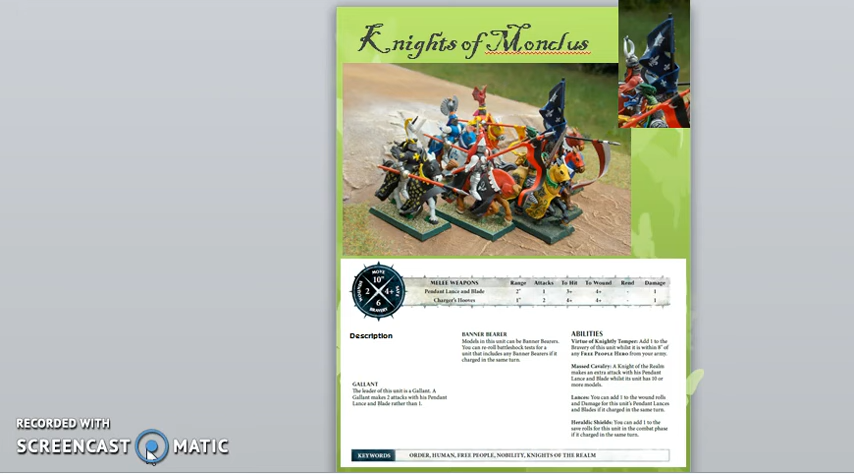 Knights of Monclus
MOVE
10"
WOUNDS
2
4+
SAVE
6
BRAVERY
MELEE WEAPONS Range Attacks To Hit To Wound Rend Damage
Pendant Lance and Blade 2" 1 3+ 4+ - 1
Charger's Hooves 1" 2 4+ 4+ - 1
Description
GALLANT
The leader of this unit is a Gallant. A
Gallant makes 2 attacks with his Pendant
Lance and Blade rather than 1.
BANNER BEARER
Models in this unit can be Banner Bearers.
You can re-roll battleshock tests for a
unit that includes any Banner Bearers if it
charged in the same turn.
ABILITIES
Virtue of Knightly Temper: Add 1 to the
Bravery of this unit whilst it is within 8" of
any FREE PEOPLE HERO from your army.
Massed Cavalry: A Knight of the Realm
makes an extra attack with his Pendant
Lance and Blade whilst its unit has 10 or
more models.
Lances: You can add 1 to the wound rolls
and Damage for this unit's Pendant Lances
and Blades if it charged in the same turn.
Heraldic Shields: You can add 1 to the
save rolls for this unit in the combat phase
if it charged in the same turn.
KEYWORDS ORDER, HUMAN, FREE PEOPLE, NOBILITY, KNIGHTS OF THE REALM
RECORDED WITH
SCREENCAST MATIC